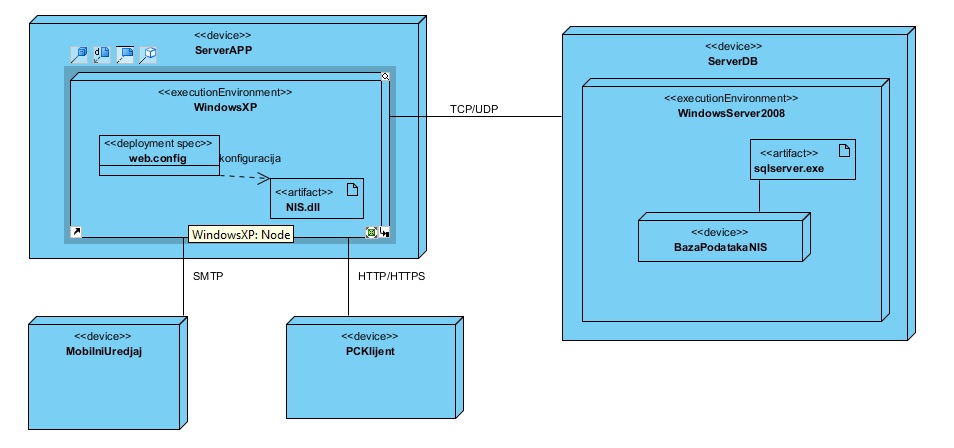 <<device>>
ServerAPP
d
<<executionEnvironment>>
WindowsXP
<<deployment spec>>
web.config
konfiguracija
<<artifact>>
NIS.dll
WindowsXP: Node
TCP/UDP
<<device>>
ServerDB
<<executionEnvironment>>
WindowsServer2008
<<artifact>>
sqlserver.exe
<<device>>
BazaPodatakaNIS
SMTP
HTTP/HTTPS
<<device>>
MobilniUredjaj
<<device>>
PCKlijent